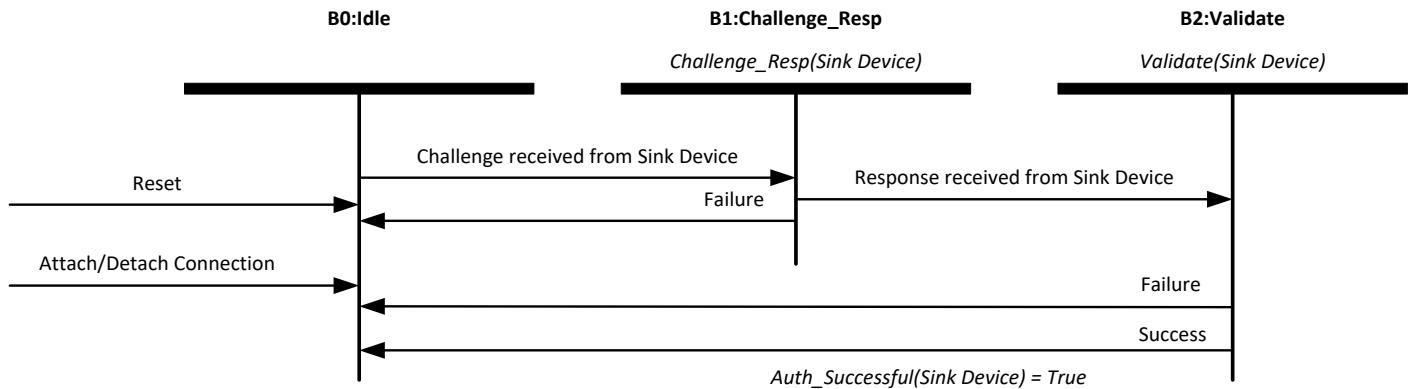 B0:Idle
B1:Challenge_Resp
B2:Validate
Challenge_Resp(Sink Device)
Validate(Sink Device)
Challenge received from Sink Device
Reset
Response received from Sink Device
Failure
Attach/Detach Connection
Failure
Success
Auth_Successful(Sink Device) = True